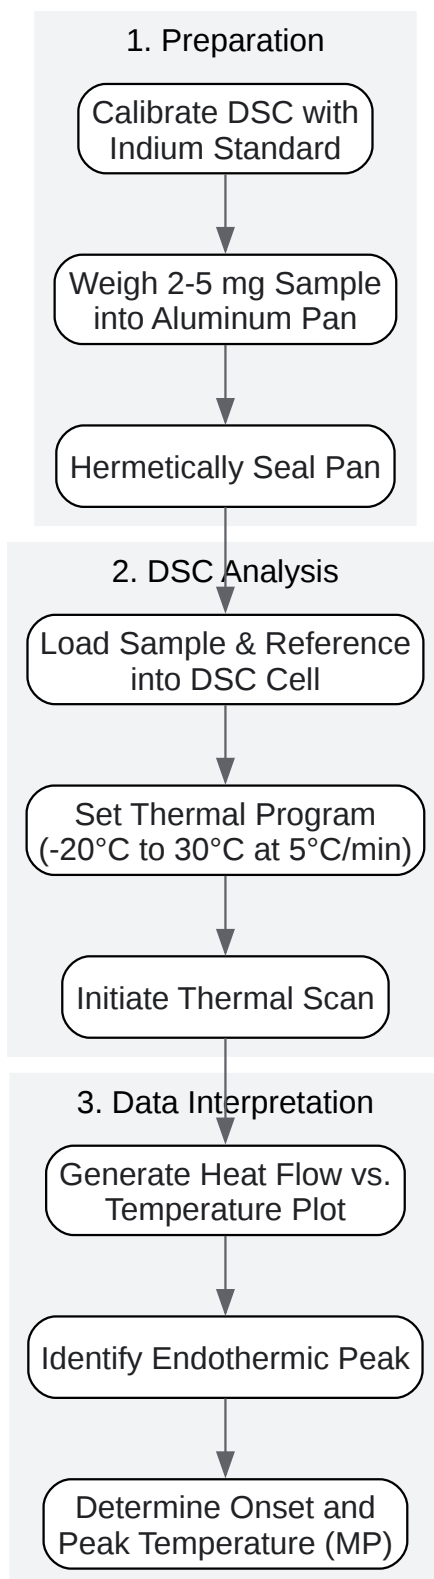 1. Preparation
Calibrate DSC with
Indium Standard
Weigh 2-5 mg Sample
into Aluminum Pan
Hermetically Seal Pan
2. DSC Analysis
Load Sample & Reference
into DSC Cell
Set Thermal Program
(-20°C to 30°C at 5°C/min)
Initiate Thermal Scan
3. Data Interpretation
Generate Heat Flow vs.
Temperature Plot
Identify Endothermic Peak
Determine Onset and
Peak Temperature (MP)